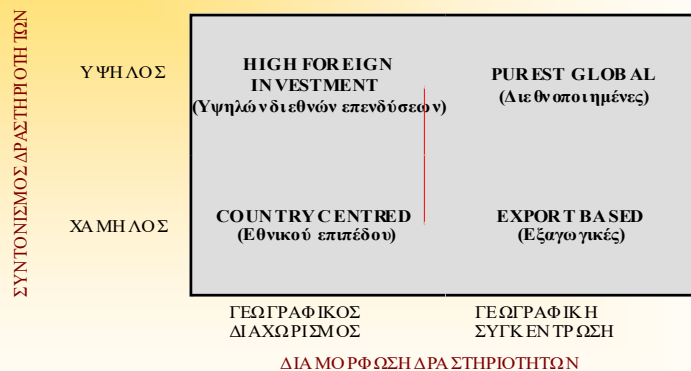 ΣΥΝΤΟΝΙΣΜΟΣ ΔΡΑΣΤΗΡΙΟΤΗΤΩΝ
ΥΨΗΛΟΣ
HIGH FOREIGN
INVESTMENT
(Υψηλών διεθνών επενδύσεων)
PUREST GLOBAL
(Διεθνοποιημένες)
ΧΑΜΗΛΟΣ
COUNTRY CENTRED
(Εθνικού επιπέδου)
EXPORT BASED
(Εξαγωγικές)
ΓΕΩΓΡΑΦΙΚΟΣ
ΔΙΑΧΩΡΙΣΜΟΣ
ΓΕΩΓΡΑΦΙΚΗ
ΣΥΓΚΕΝΤΡΩΣΗ
ΔΙΑΜΟΡΦΩΣΗ ΔΡΑΣΤΗΡΙΟΤΗΤΩΝ